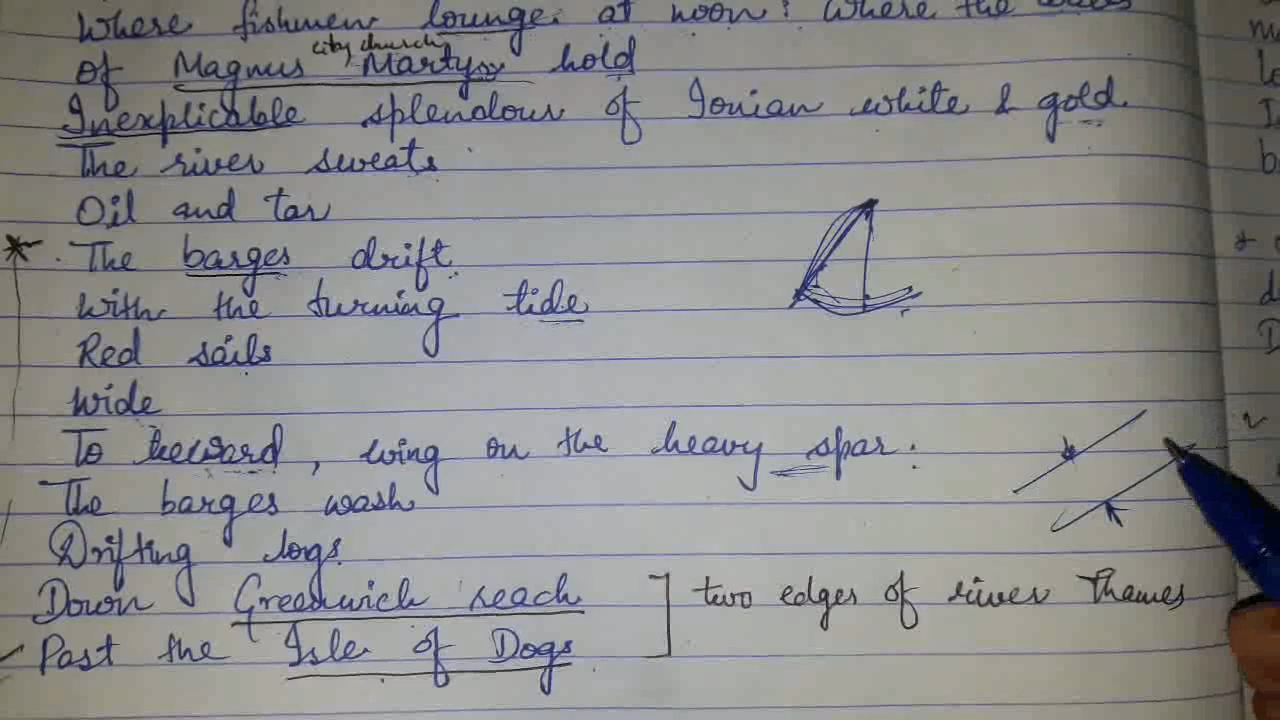 Where fishmen lounge at noon: Where the walls
city church
Of Magnus Martyr hold
Inexplicable splendour of Ionian white & gold
The river sweats
Oil and tar
The barges drift
With the turning tide
Red sails
Wide
To leeward, wing on the heavy spar.
The barges wash
Drifting logs
Down Greenwich reach
two edges of river Thames
Past the Isle of Dogs